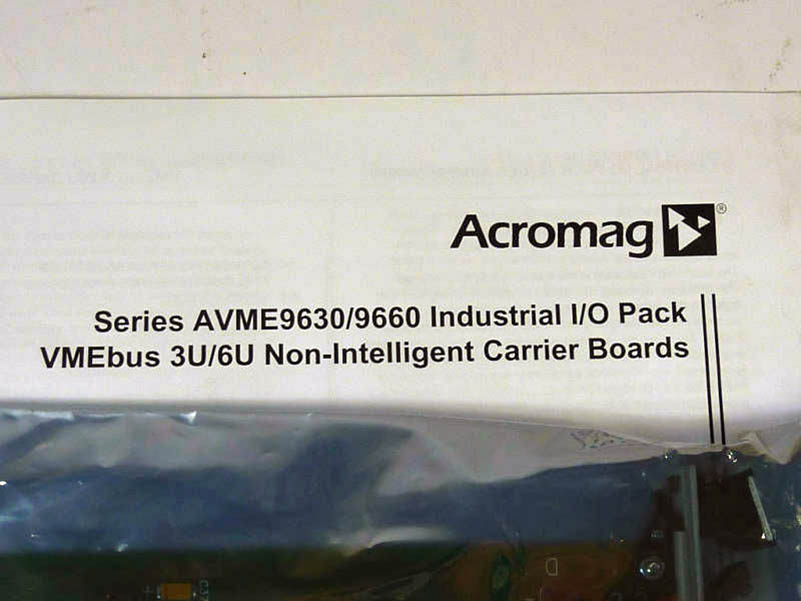 Acromag®
Series AVME9630/9660 Industrial I/O Pack
VMEbus 3U/6U Non-Intelligent Carrier Boards